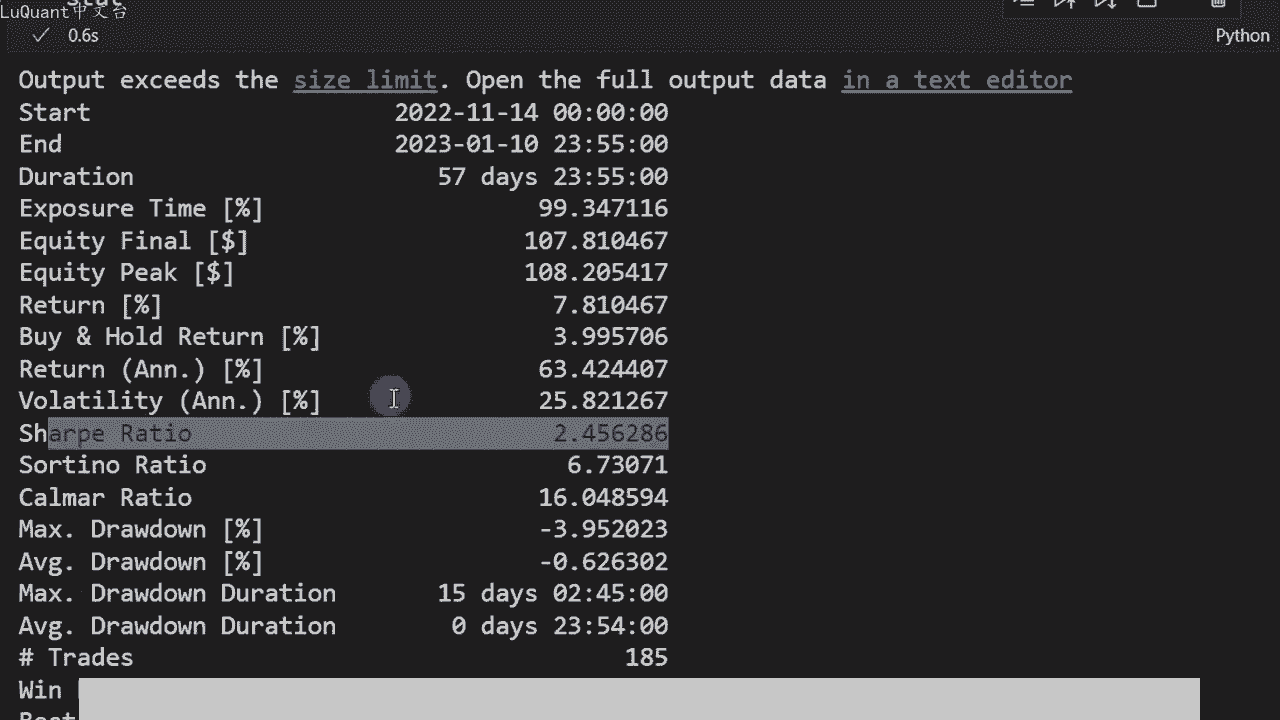 LuQuant中文台
stat
0.6s
Python
Output exceeds the size limit. Open the full output data in a text editor
Start 2022-11-14 00:00:00
End 2023-01-10 23:55:00
Duration 57 days 23:55:00
Exposure Time [%] 99.347116
Equity Final [$] 107.810467
Equity Peak [$] 108.205417
Return [%] 7.810467
Buy & Hold Return [%] 3.995706
Return (Ann.) [%] 63.424407
Volatility (Ann.) [%] 25.821267
Sharpe Ratio 2.456286
Sortino Ratio 6.73071
Calmar Ratio 16.048594
Max. Drawdown [%] -3.952023
Avg. Drawdown [%] -0.626302
Max. Drawdown Duration 15 days 02:45:00
Avg. Drawdown Duration 0 days 23:54:00
# Trades 185
Win